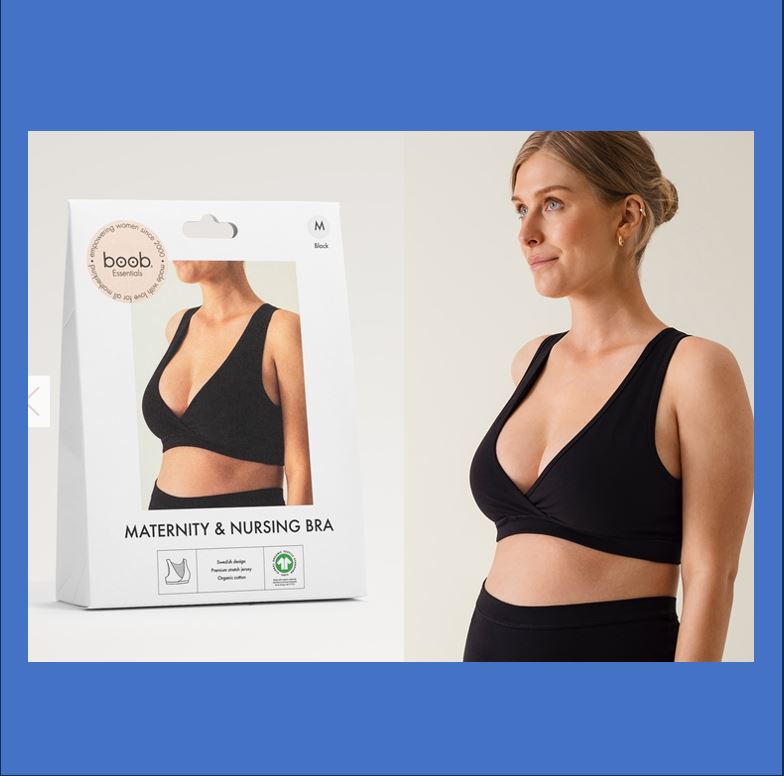 • empowering women since 2000 • made with love for all motherkind
boob.
Essentials
M
Black
MATERNITY & NURSING BRA
Swedish design
Premium stretch jersey
Organic cotton